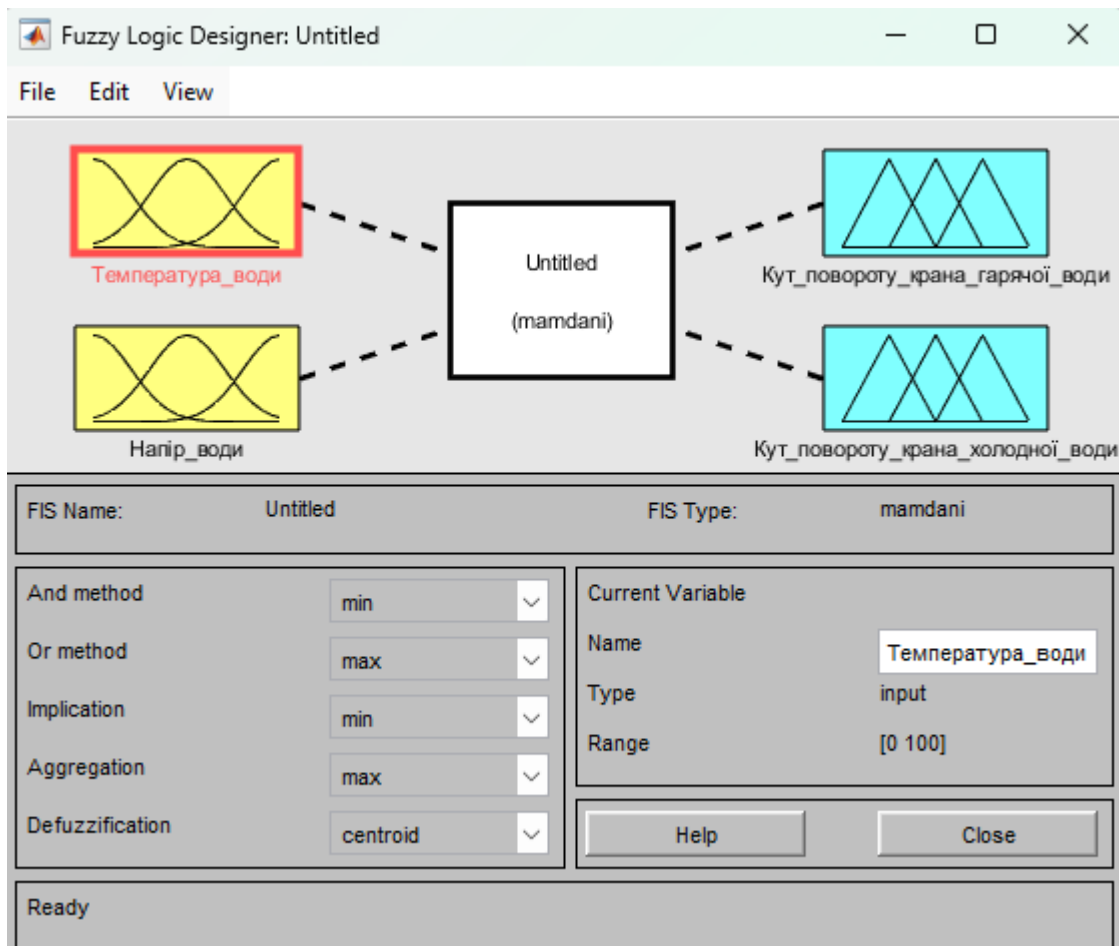 Fuzzy Logic Designer: Untitled
File Edit View
Температура_води
Напір_води
Untitled
(mamdani)
Кут_повороту_крана_гарячої_води
Кут_повороту_крана_холодної_води
FIS Name: Untitled FIS Type: mamdani
And method min
Or method max
Implication min
Aggregation max
Defuzzification centroid
Current Variable
Name Температура_води
Type input
Range [0 100]
Help Close
Ready